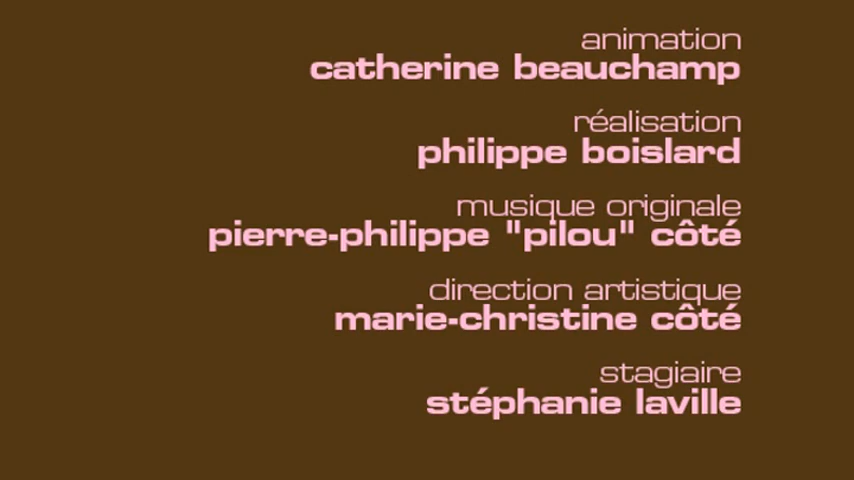 animation
catherine beauchamp
réalisation
philippe boislard
musique originale
pierre-philippe "pilou" côté
direction artistique
marie-christine côté
stagiaire
stéphanie laville